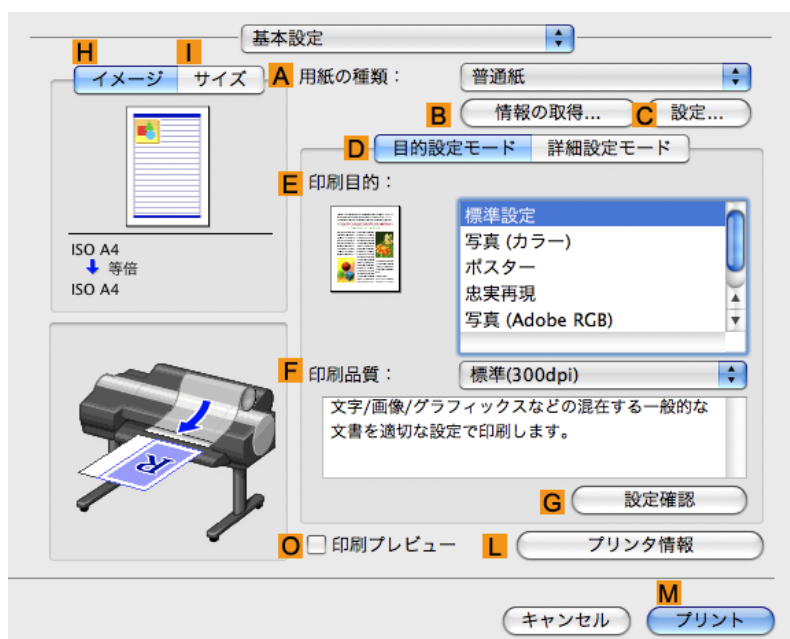 基本設定
H I
イメージ サイズ
ISO A4
等倍
ISO A4
A 用紙の種類： 普通紙
B 情報の取得... C 設定...
D 目的設定モード 詳細設定モード
E 印刷目的：
標準設定
写真 (カラー)
ポスター
忠実再現
写真 (Adobe RGB)
F 印刷品質： 標準(300dpi)
文字/画像/グラフィックスなどの混在する一般的な
文書を適切な設定で印刷します。
G 設定確認
R
O 印刷プレビュー L プリンタ情報
M
キャンセル プリント